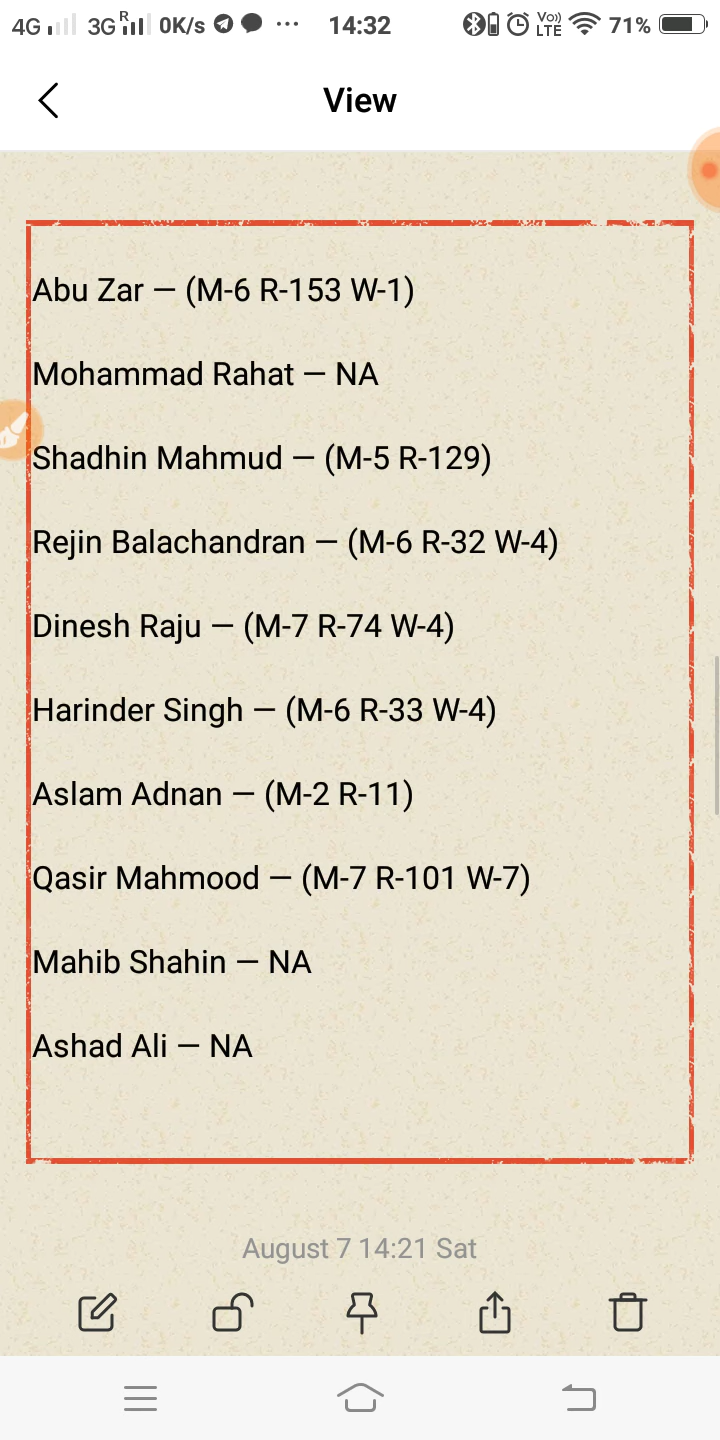 4G 3G R 0K/s ... 14:32 Vo)) LTE 71%
View
Abu Zar — (M-6 R-153 W-1)
Mohammad Rahat — NA
Shadhin Mahmud — (M-5 R-129)
Rejin Balachandran — (M-6 R-32 W-4)
Dinesh Raju — (M-7 R-74 W-4)
Harinder Singh — (M-6 R-33 W-4)
Aslam Adnan — (M-2 R-11)
Qasir Mahmood — (M-7 R-101 W-7)
Mahib Shahin — NA
Ashad Ali — NA
August 7 14:21 Sat